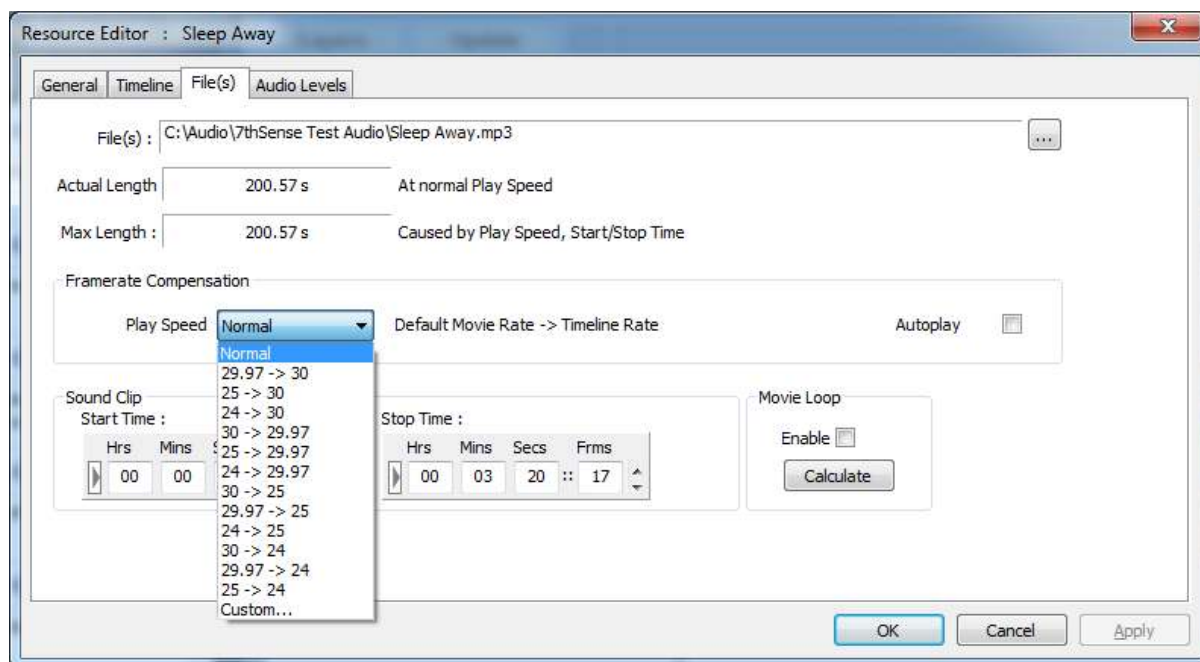 Resource Editor : Sleep Away
General Timeline File(s) Audio Levels
File(s) : C:\Audio\7thSense Test Audio\Sleep Away.mp3 ...
Actual Length 200.57 s At normal Play Speed
Max Length : 200.57 s Caused by Play Speed, Start/Stop Time
Framerate Compensation
Play Speed Normal Default Movie Rate -> Timeline Rate Autoplay
Normal
29.97 -> 30
25 -> 30
24 -> 30
30 -> 29.97
25 -> 29.97
24 -> 29.97
30 -> 25
29.97 -> 25
24 -> 25
30 -> 24
29.97 -> 24
25 -> 24
Custom...
Sound Clip
Start Time :
Hrs Mins
00 00
Stop Time :
Hrs Mins Secs Frms
00 03 20 :: 17
Movie Loop
Enable
Calculate
OK Cancel Apply